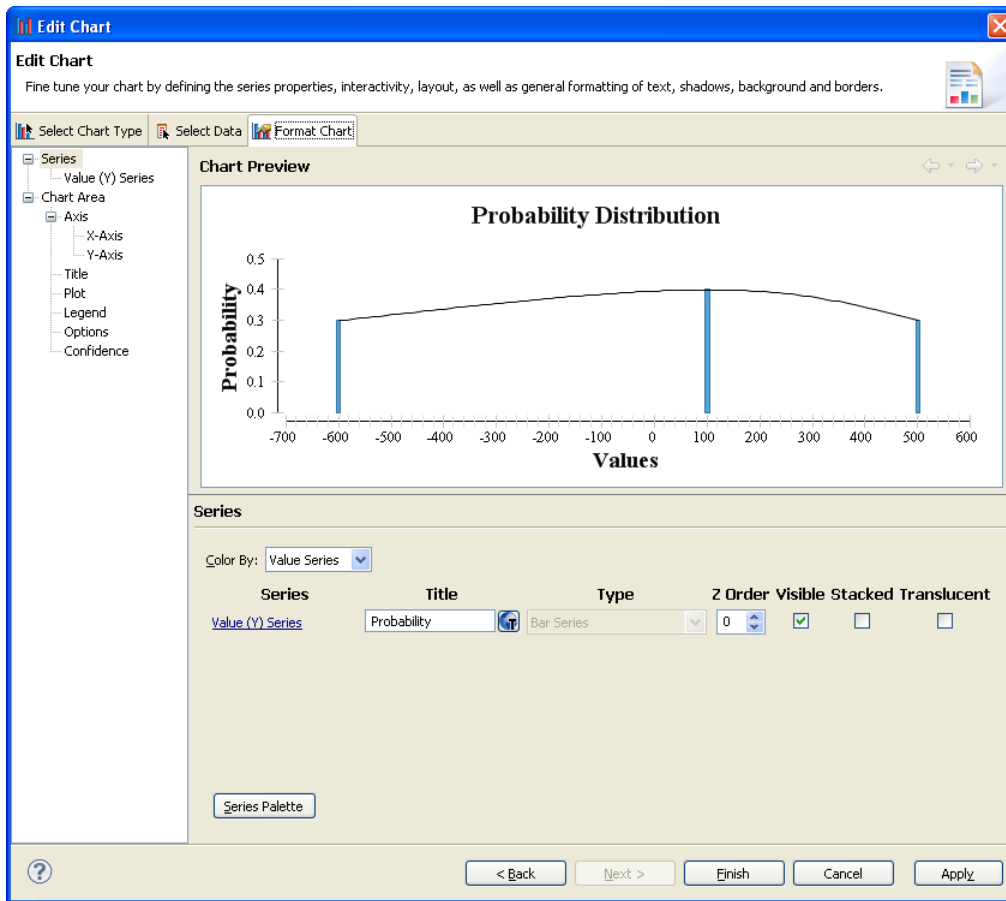 Edit Chart
Edit Chart
Fine tune your chart by defining the series properties, interactivity, layout, as well as general formatting of text, shadows, background and borders.
Select Chart Type Select Data Format Chart
Series
Value (Y) Series
Chart Area
Axis
X-Axis
Y-Axis
Title
Plot
Legend
Options
Confidence
Chart Preview
Probability Distribution
Probability
0.5
0.4
0.3
0.2
0.1
0.0
-700 -600 -500 -400 -300 -200 -100 0 100 200 300 400 500 600
Values
Series
Color By: Value Series
Series Title Type Z Order Visible Stacked Translucent
Value (Y) Series Probability T Bar Series 0
Series Palette
? < Back Next > Finish Cancel Apply